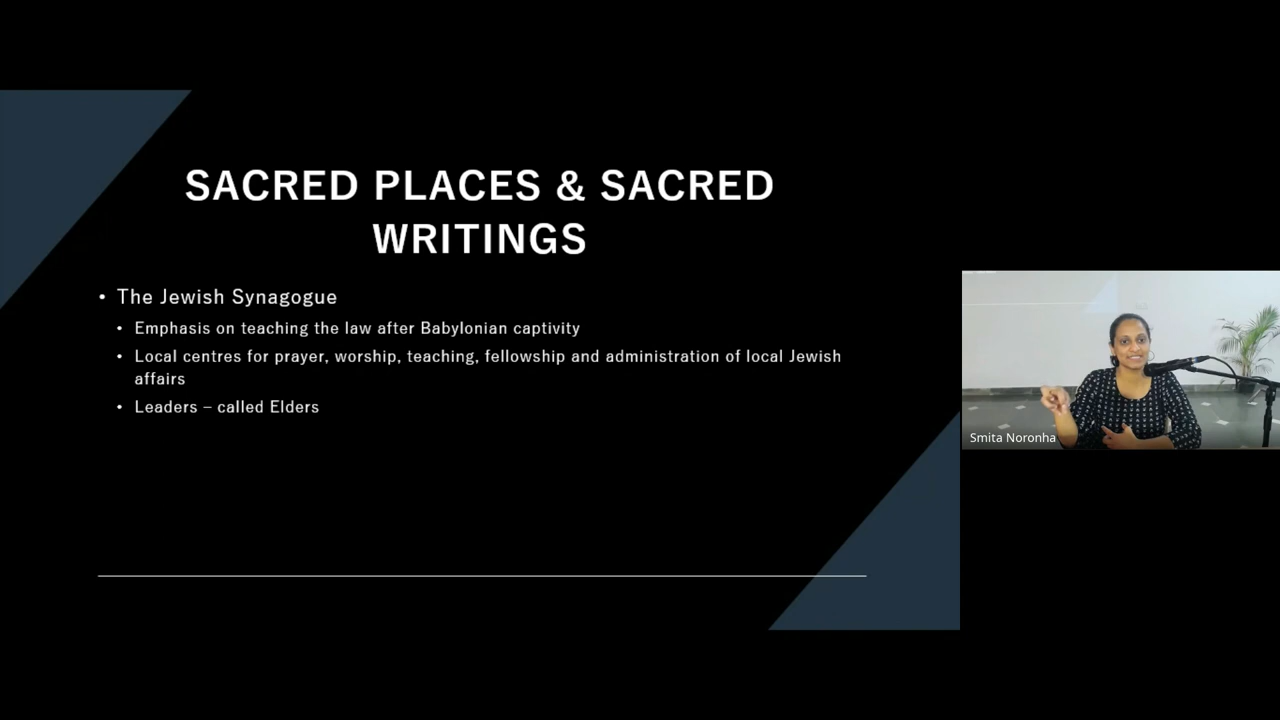 SACRED PLACES & SACRED
WRITINGS
• The Jewish Synagogue
• Emphasis on teaching the law after Babylonian captivity
• Local centres for prayer, worship, teaching, fellowship and administration of local Jewish
affairs
• Leaders – called Elders
Smita Noronha